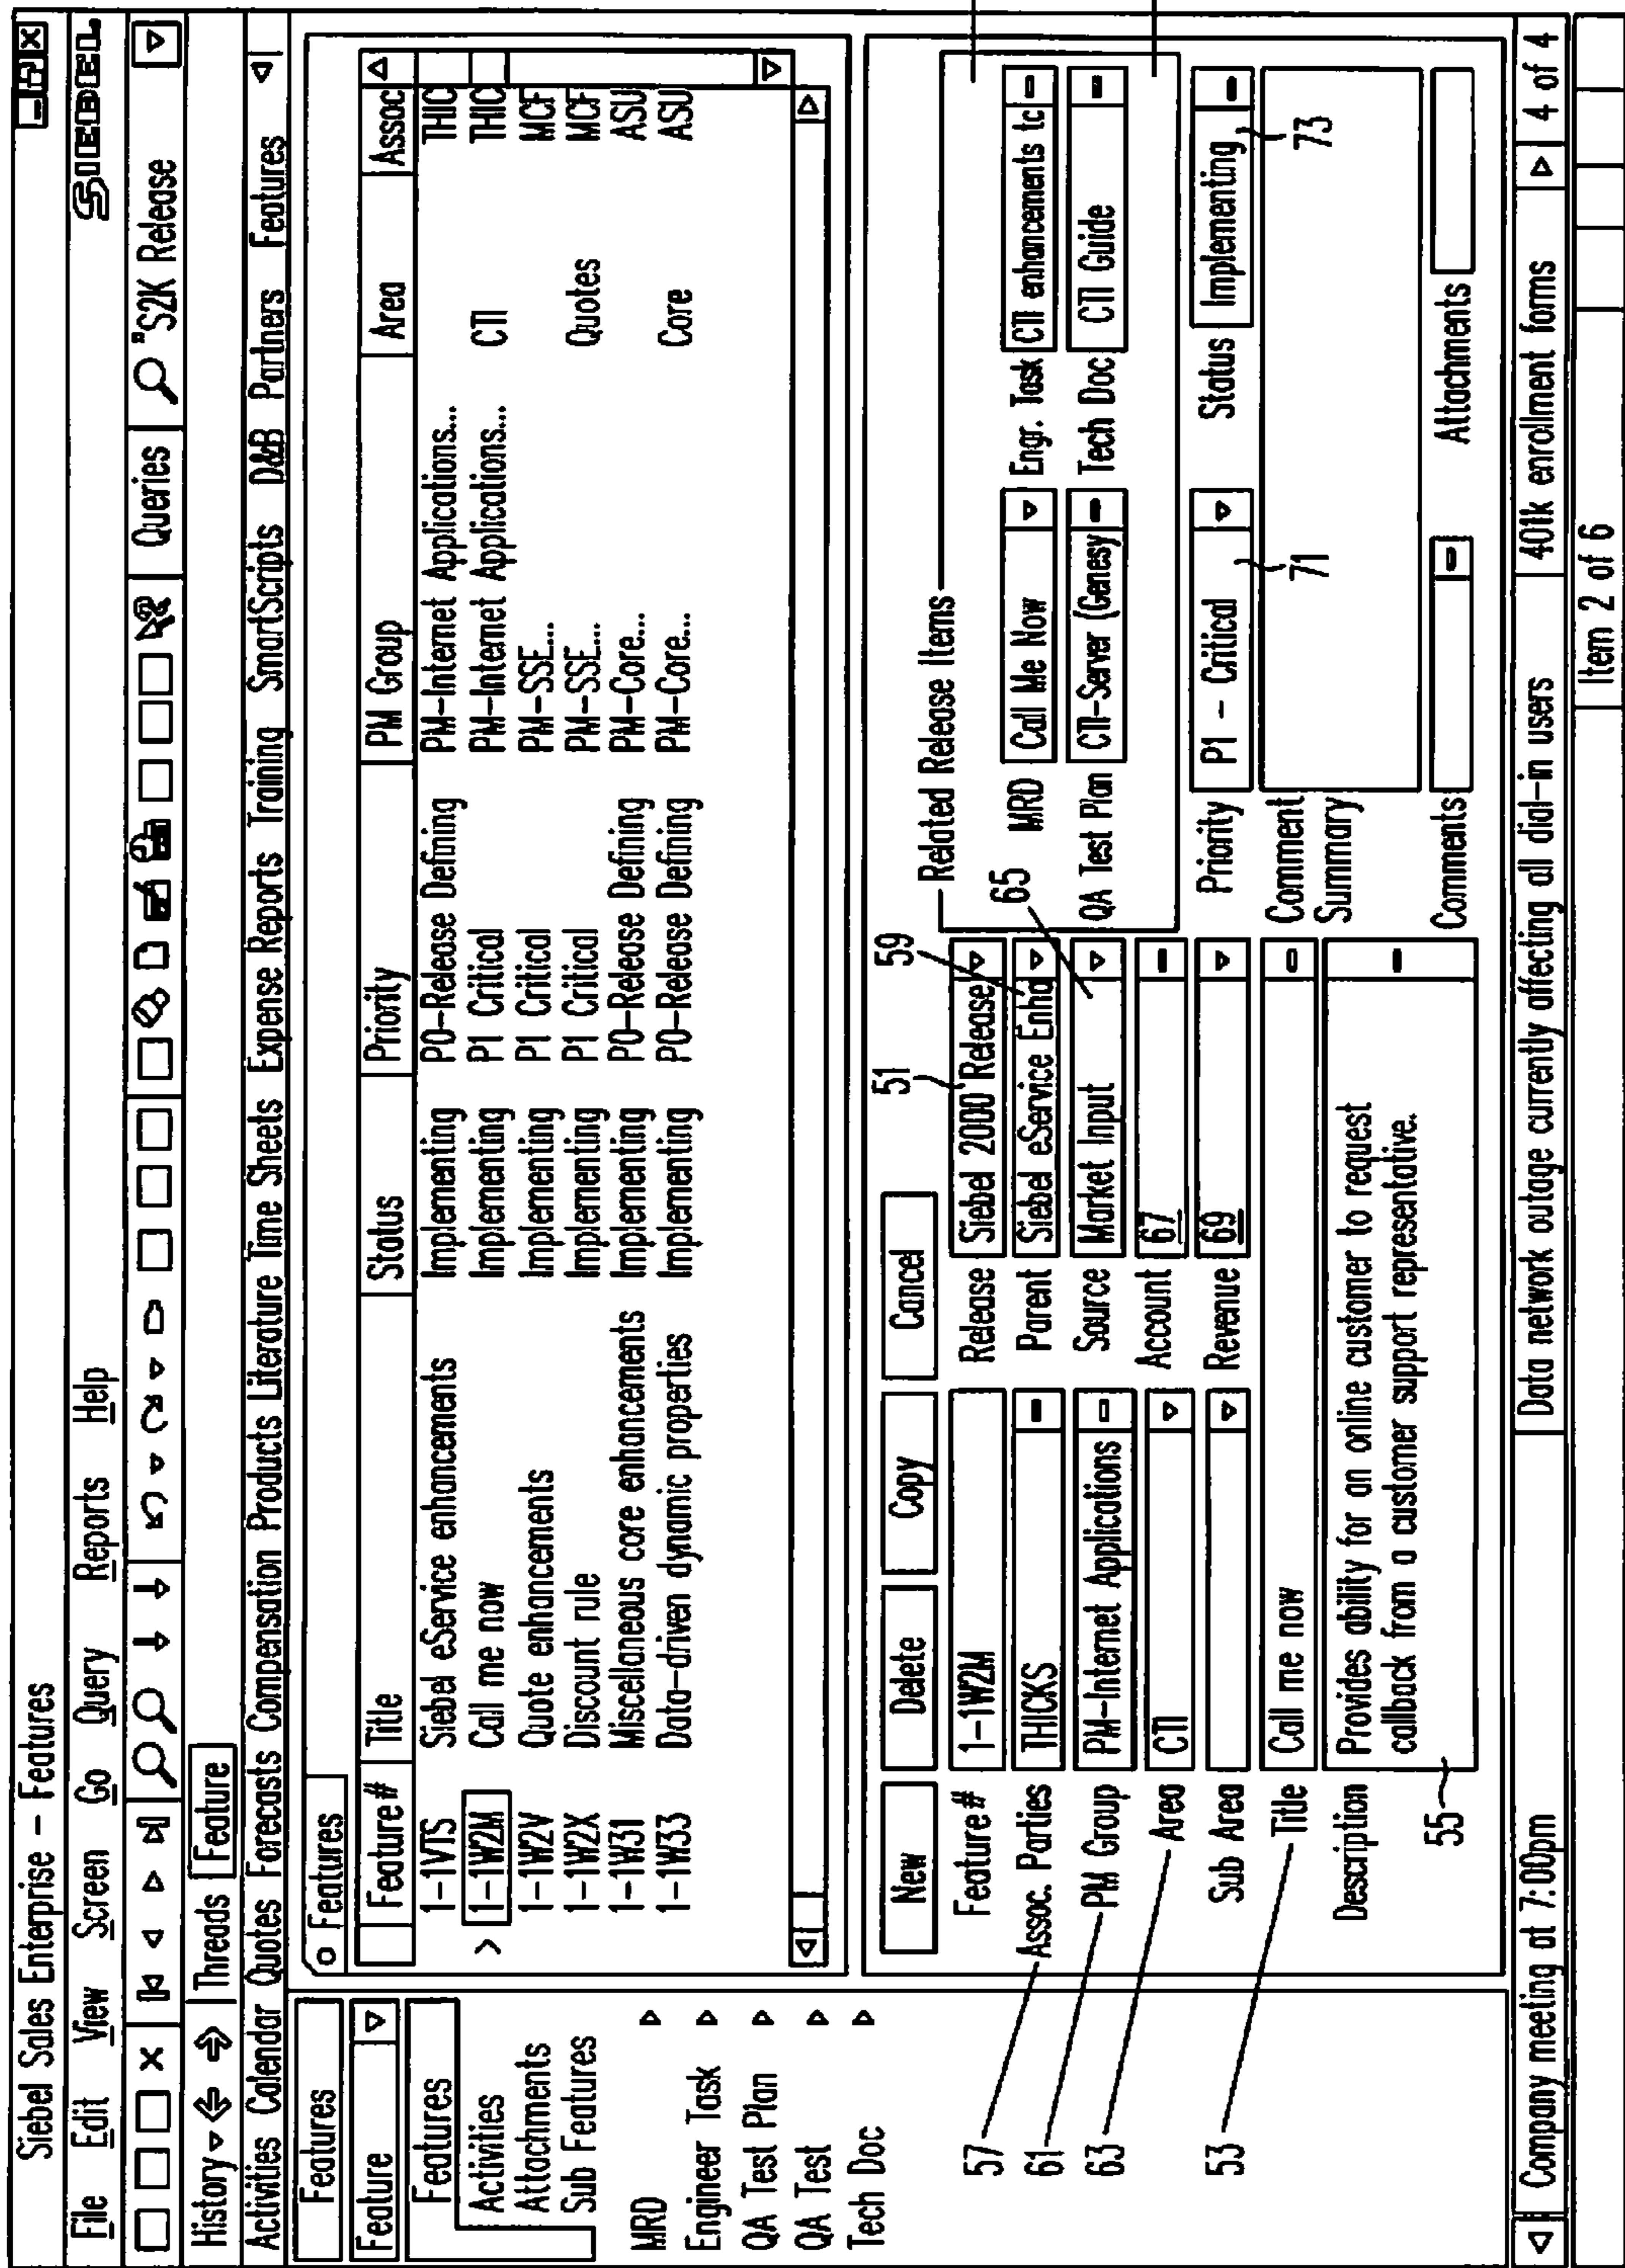 Siebel Sales Enterprise – Features
File Edit View Screen Go Query Reports Help SIEBEL
Queries "S2K Release
History Threads Feature
Activities Calendar Quotes Forecasts Compensation Products Literature Time Sheets Expense Reports Training SmartScripts D&B Partners Features
Features
Feature
Features
Activities
Attachments
Sub Features
MRD
Engineer Task
QA Test Plan
QA Test
Tech Doc
Features
Feature# Title Status Priority PM Group Area Assoc
1-1VTS Siebel eService enhancements Implementing P0-Release Defining PM-Internet Applications... THIC
> 1-1W2M Call me now Implementing P1 Critical PM-Internet Applications... CTI THIC
1-1W2V Quote enhancements Implementing P1 Critical PM-SSE... MCF
1-1W2X Discount rule Implementing P1 Critical PM-SSE... Quotes MCF
1-1W31 Miscellaneous core enhancements Implementing P0-Release Defining PM-Core... ASU
1-1W33 Data-driven dynamic properties Implementing P0-Release Defining PM-Core... Core ASU
New Delete Copy Cancel
51
59
65
Feature# 1-1W2M Release Siebel 2000 Release
57 Assoc. Parties THICKS Parent Siebel eService Enha
61 PM Group PM-Internet Applications Source Market Input
63 Area CTI Account 67
Sub Area Revenue 69
53 Title Call me now
Description Provides ability for an online customer to request
callback from a customer support representative.
55
Related Release Items
MRD Call Me Now Engr. Task CTI enhancements to
QA Test Plan CTI-Server (Genesy Tech Doc CTI Guide
Priority P1 - Critical Status Implementing
71 73
Comment
Summary
Comments Attachments
Company meeting at 7:00pm Data network outage currently affecting all dial-in users 401k enrollment forms 4 of 4
Item 2 of 6